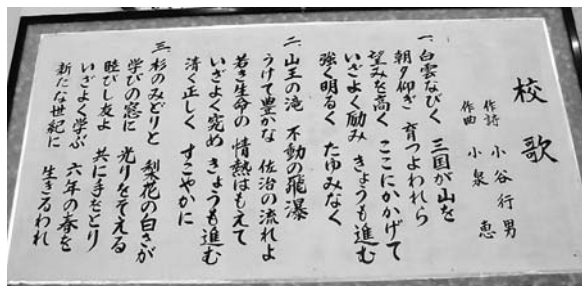 校歌
作詩 小谷行男
作曲 小泉 恵
一、白雲なびく 三国が山を
朝夕仰ぎ 育つよわれら
望みを高く ここにかかげて
いざよく励み きょうも進む
強く明るく たゆみなく
二、山王の滝 不動の飛瀑
うけて豊かな 佐治の流れよ
若き生命の 情熱はもえて
いざよく究め きょうも進む
清く正しく すこやかに
三、杉のみどりと 梨花の白さが
学びの窓に 光りをそえる
睦びし友よ 共に手をとり
いざよく学ぶ 六年の春を
新たな世紀に 生きるわれ